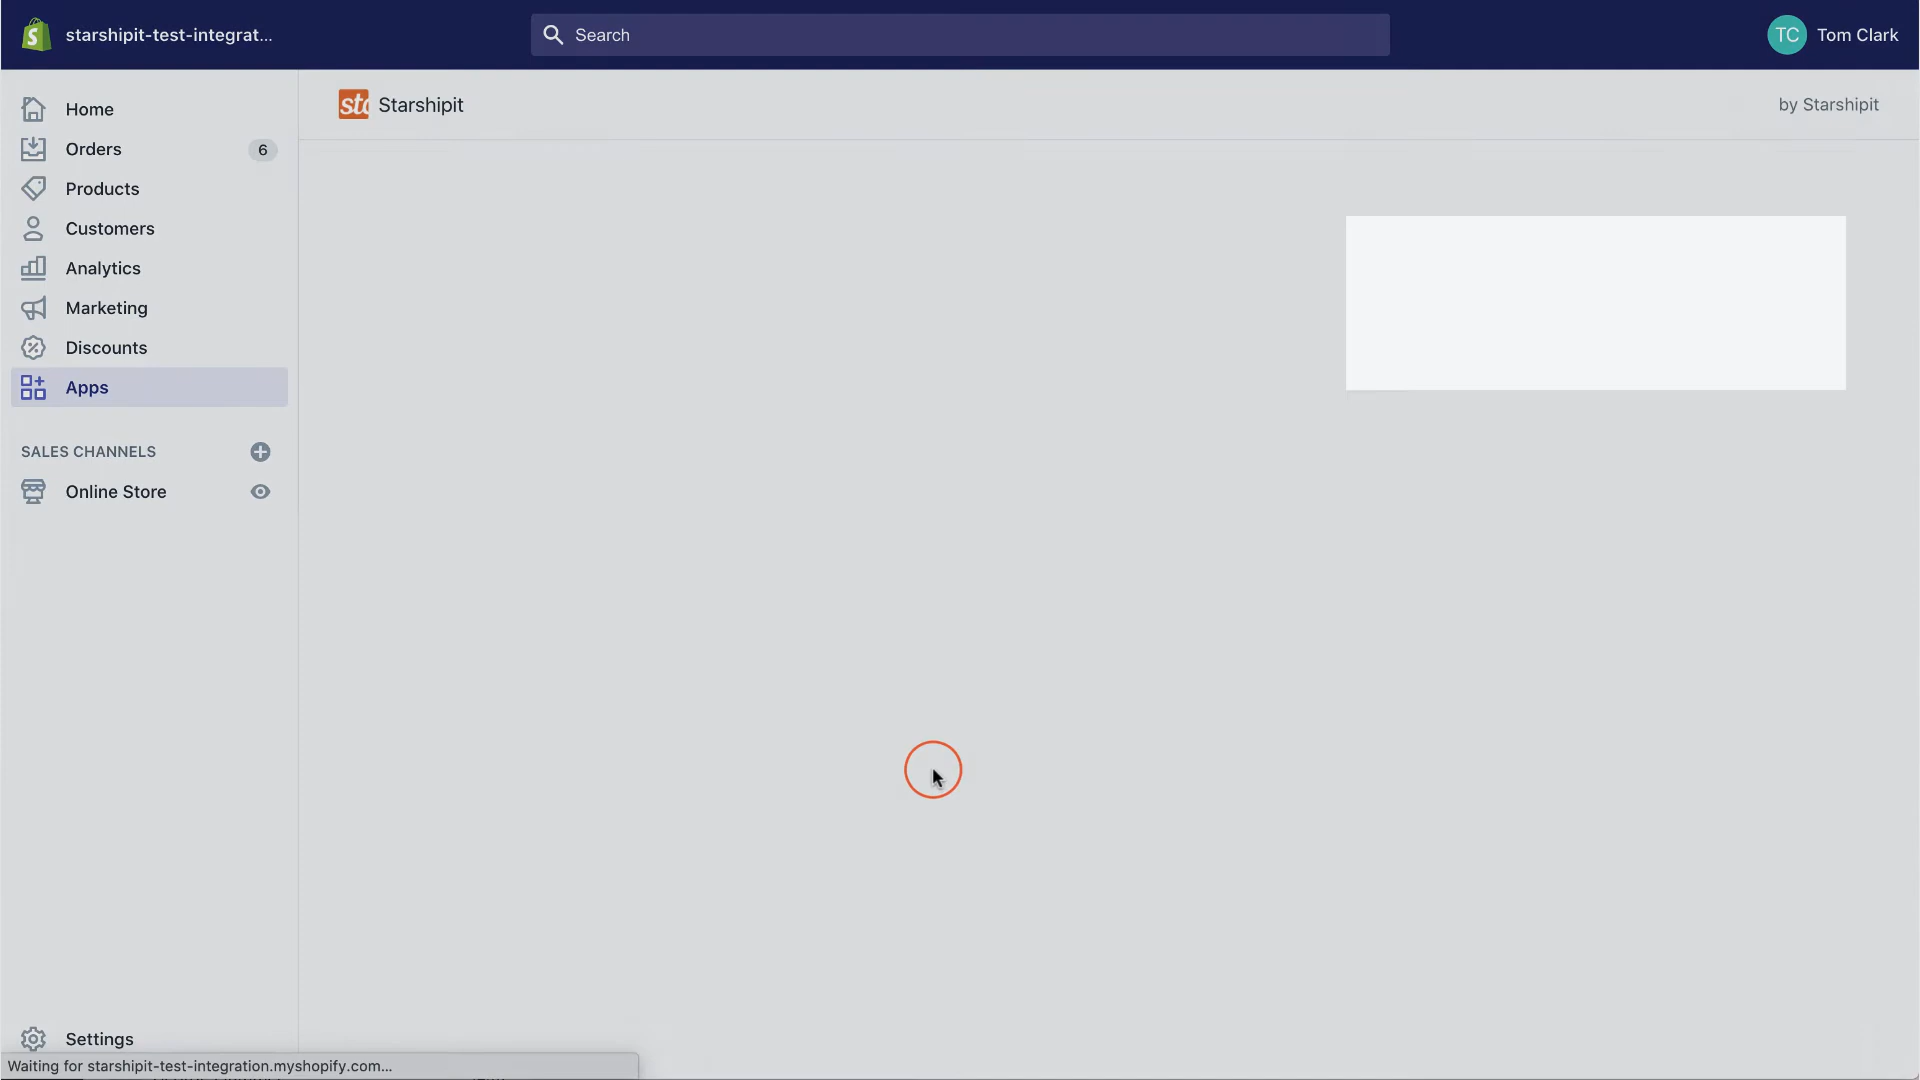 starshipit-test-integrat...
Search
TC
Tom Clark
Home
Starshipit
by Starshipit
Orders
6
Products
Customers
Analytics
Marketing
Discounts
Apps
SALES CHANNELS
Online Store
Settings
Waiting for starshipit-test-integration.myshopify.com...